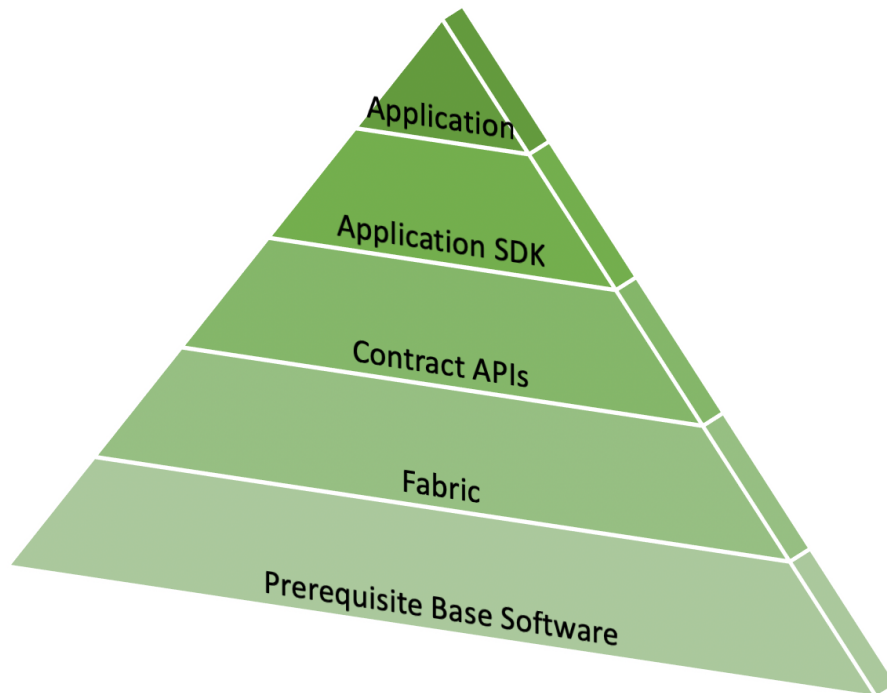 Application
Application SDK
Contract APIs
Fabric
Prerequisite Base Software